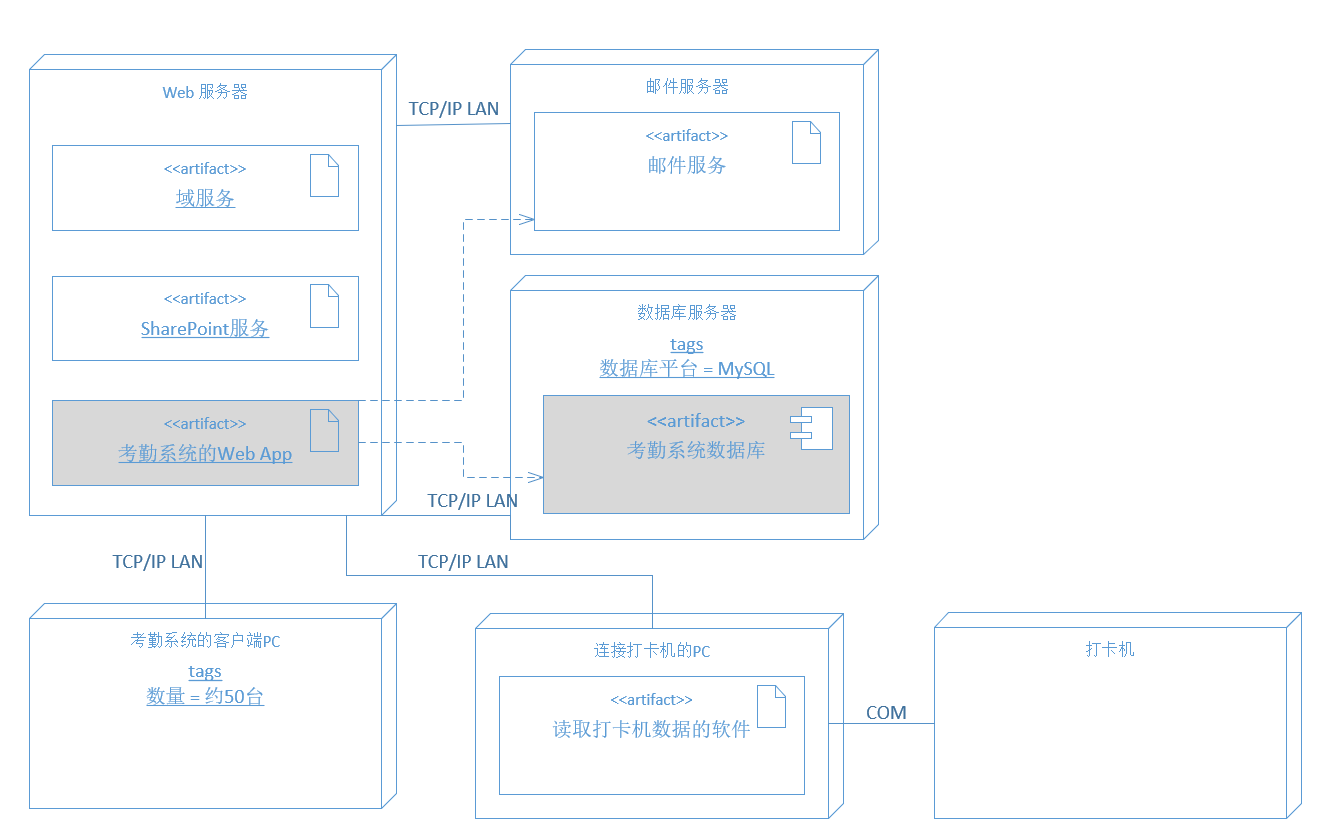 Web 服务器
<<artifact>>
域服务
<<artifact>>
SharePoint服务
<<artifact>>
考勤系统的Web App
TCP/IP LAN
邮件服务器
<<artifact>>
邮件服务
数据库服务器
tags
数据库平台 = MySQL
<<artifact>>
考勤系统数据库
TCP/IP LAN
TCP/IP LAN
TCP/IP LAN
考勤系统的客户端PC
tags
数量 = 约50台
连接打卡机的PC
<<artifact>>
读取打卡机数据的软件
COM
打卡机